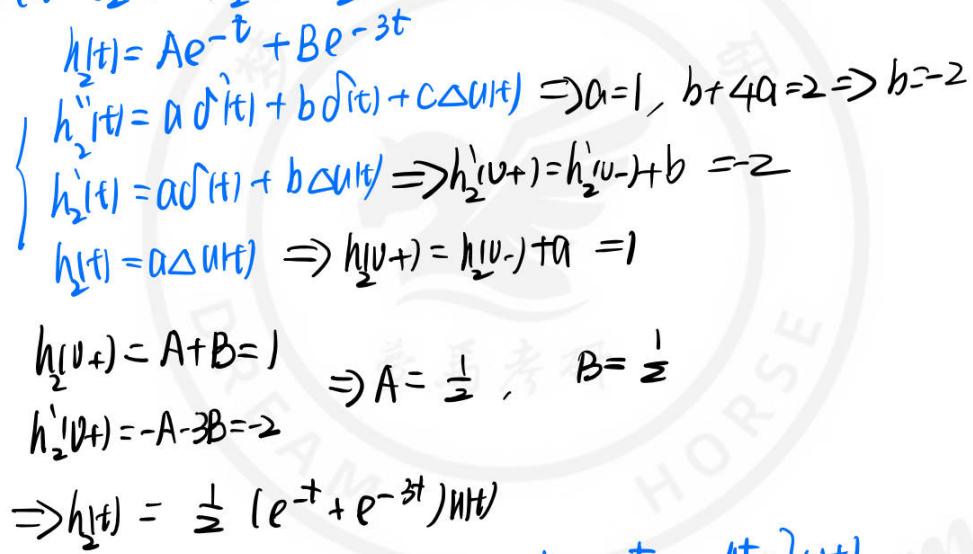 h₂(t) = Ae^{-t} + Be^{-3t}
h₂''(t) = aδ'(t) + bδ(t) + cΔu(t) ⇒ a=1, b+4a=2 ⇒ b=-2
h₂'(t) = aδ(t) + bΔu(t) ⇒ h₂'(0+) = h₂'(0-)+b = -2
h₂(t) = aΔu(t) ⇒ h₂(0+) = h₂(0-)+a = 1
h₂(0+) = A+B=1
⇒ A = 1/2, B = 1/2
h₂'(0+) = -A-3B=-2
⇒ h₂(t) = 1/2 (e^{-t} + e^{-3t})u(t)
DREAM HORSE